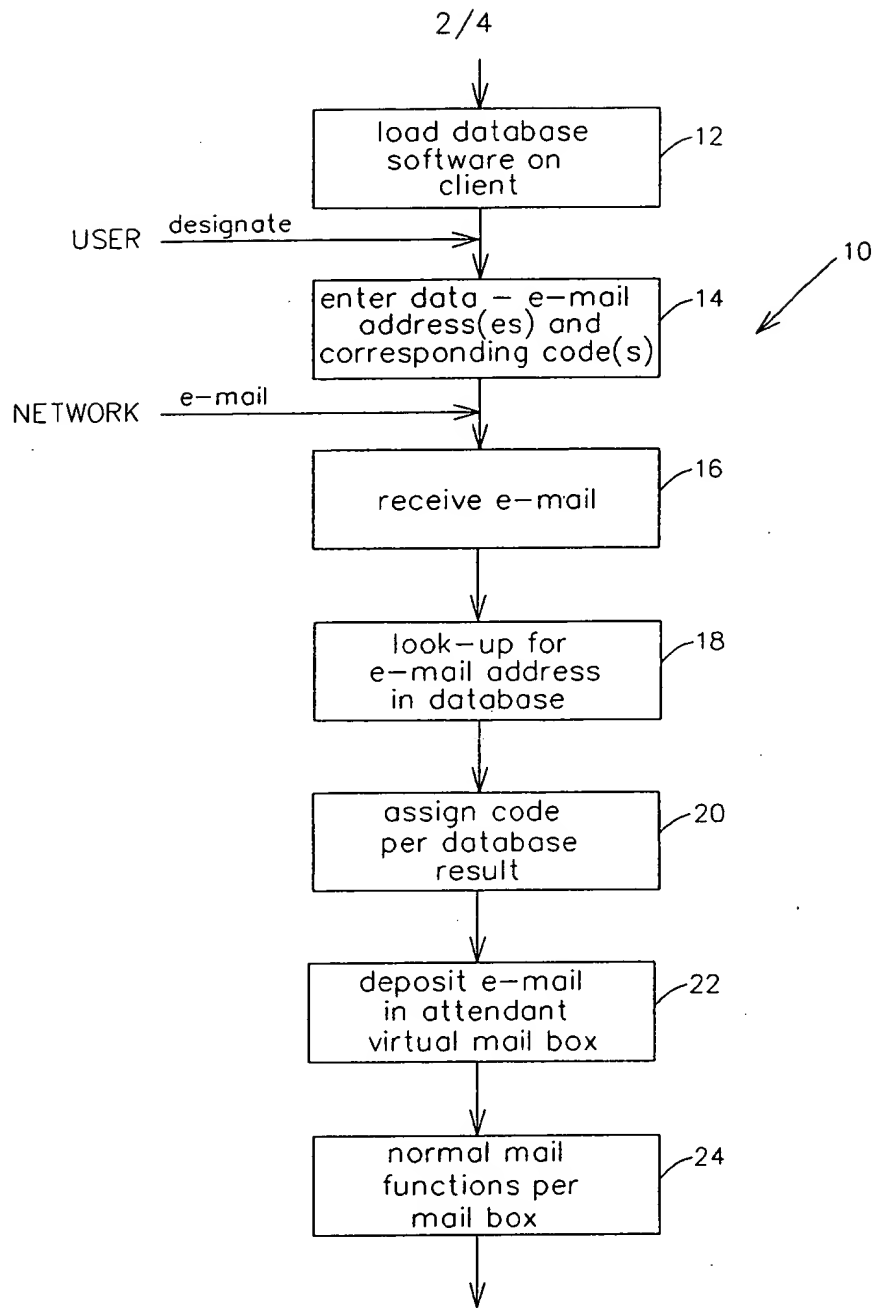 2/4
load database
software on
client
12
USER
designate
10
enter data – e-mail
address(es) and
corresponding code(s)
14
NETWORK
e-mail
receive e-mail
16
look-up for
e-mail address
in database
18
assign code
per database
result
20
deposit e-mail
in attendant
virtual mail box
22
normal mail
functions per
mail box
24